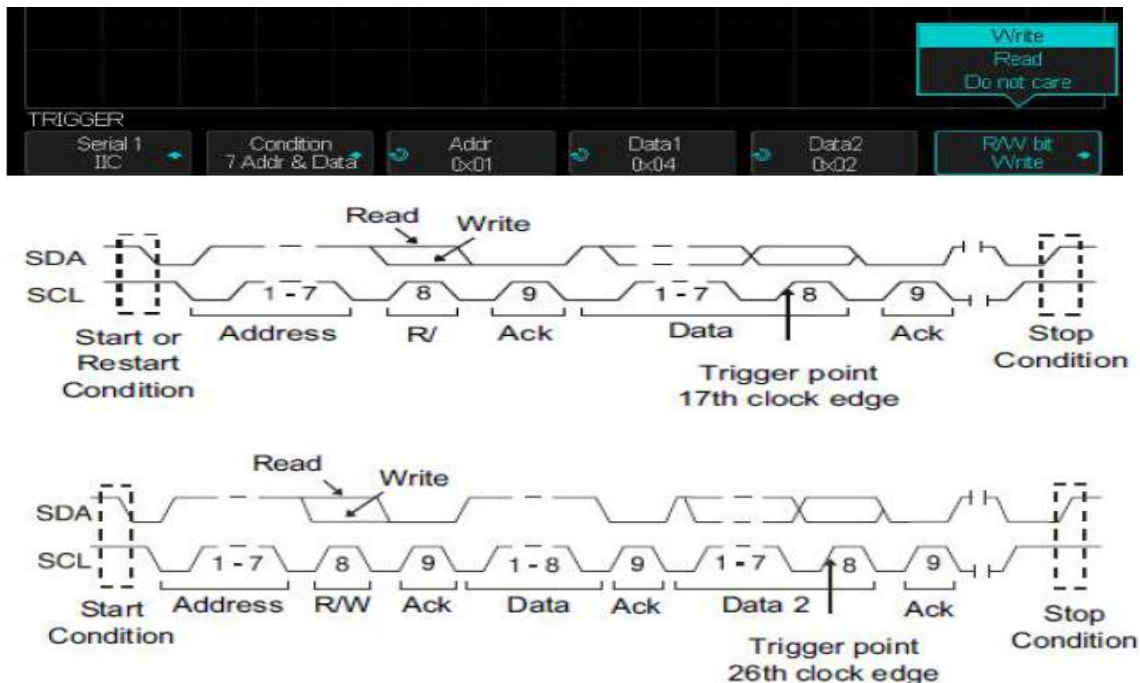 Write
Read
Do not care
TRIGGER
Serial 1 Condition Addr Data1 Data2 R/W bit
IIC 7 Addr & Data 0x01 0x04 0x02 Write
Read Write
SDA
SCL 1 - 7 8 9 1 - 7 8 9
Start or Address R/ Ack Data Ack Stop
Restart Condition
Condition
Trigger point
17th clock edge
Read Write
SDA
SCL 1 - 7 8 9 1 - 8 9 1 - 7 8 9
Start Address R/W Ack Data Ack Data 2 Ack Stop
Condition Condition
Trigger point
26th clock edge